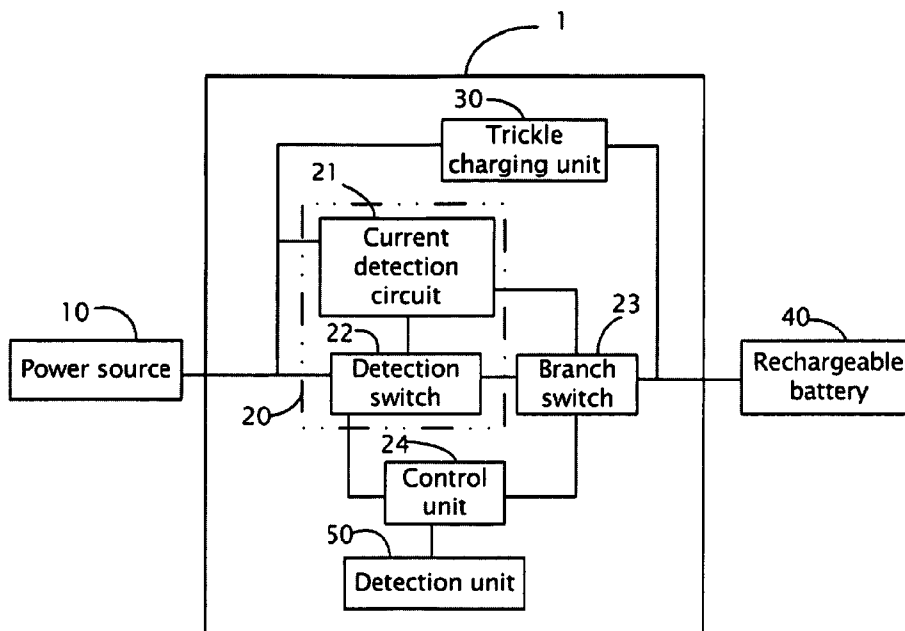 1
30
Trickle
charging unit
21
Current
detection
circuit
10
Power source
22
Detection
switch
20
23
Branch
switch
40
Rechargeable
battery
24
Control
unit
50
Detection unit